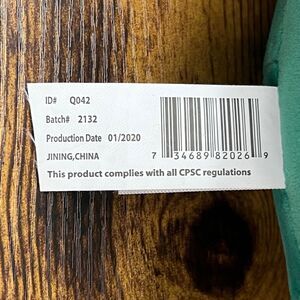 ID# Q042
Batch# 2132
Production Date 01/2020
JINING,CHINA
7 34689 82026 9
This product complies with all CPSC regulations